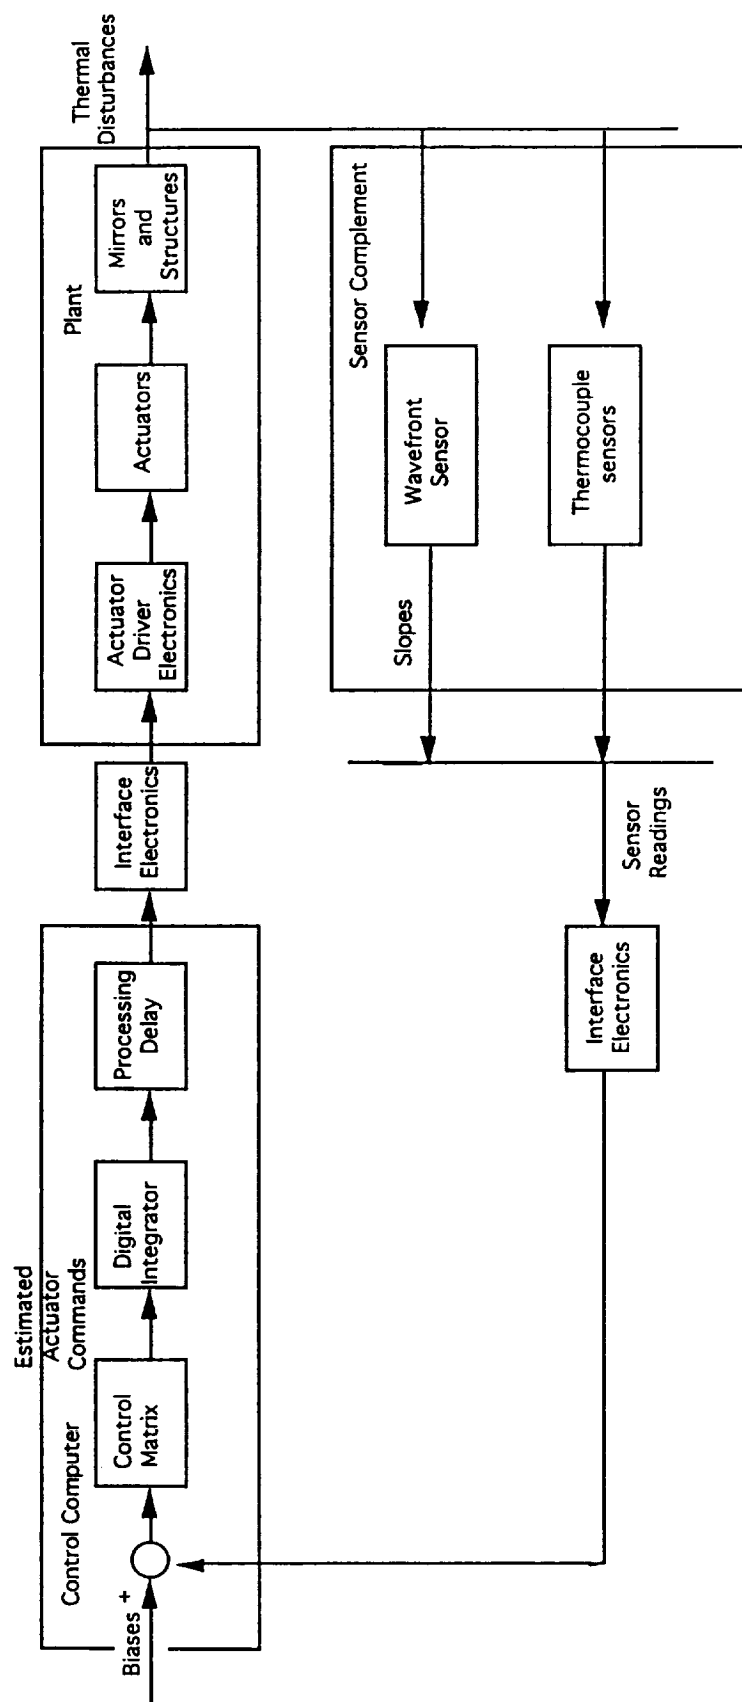 Estimated
Actuator
Commands
Control Computer
Biases
+
Control
Matrix
Digital
Integrator
Processing
Delay
Interface
Electronics
Plant
Actuator
Driver
Electronics
Actuators
Mirrors
and
Structures
Thermal
Disturbances
Sensor Complement
Wavefront
Sensor
Slopes
Thermocouple
sensors
Sensor
Readings
Interface
Electronics